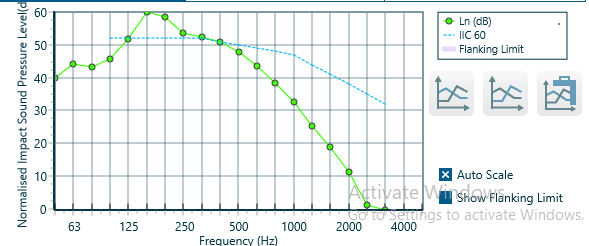 Normalised Impact Sound Pressure Level(d
60
50
40
30
20
10
0
63 125 250 500 1000 2000 4000
Frequency (Hz)
Ln (dB)
IIC 60
Flanking Limit
Auto Scale
Show Flanking Limit
Activate Windows
Go to Settings to activate Windows.